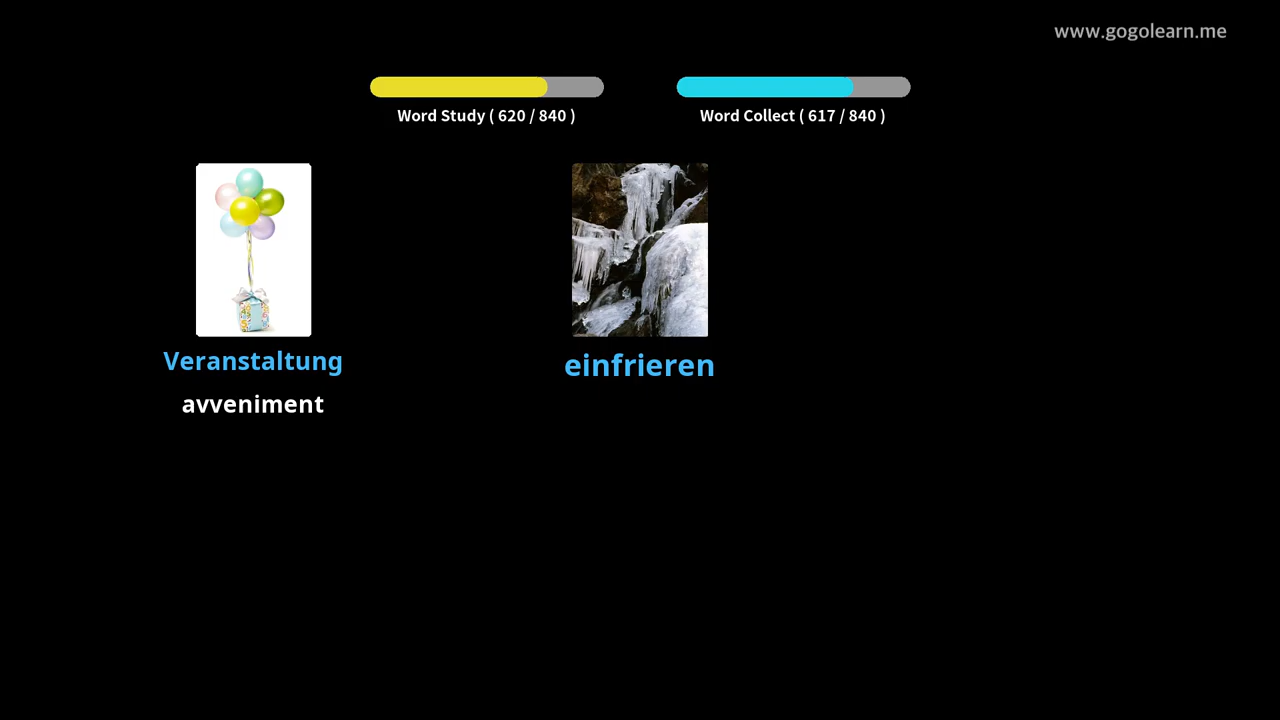 www.gogolearn.me
Word Study ( 620 / 840 )
Word Collect ( 617 / 840 )
Veranstaltung
avveniment
einfrieren